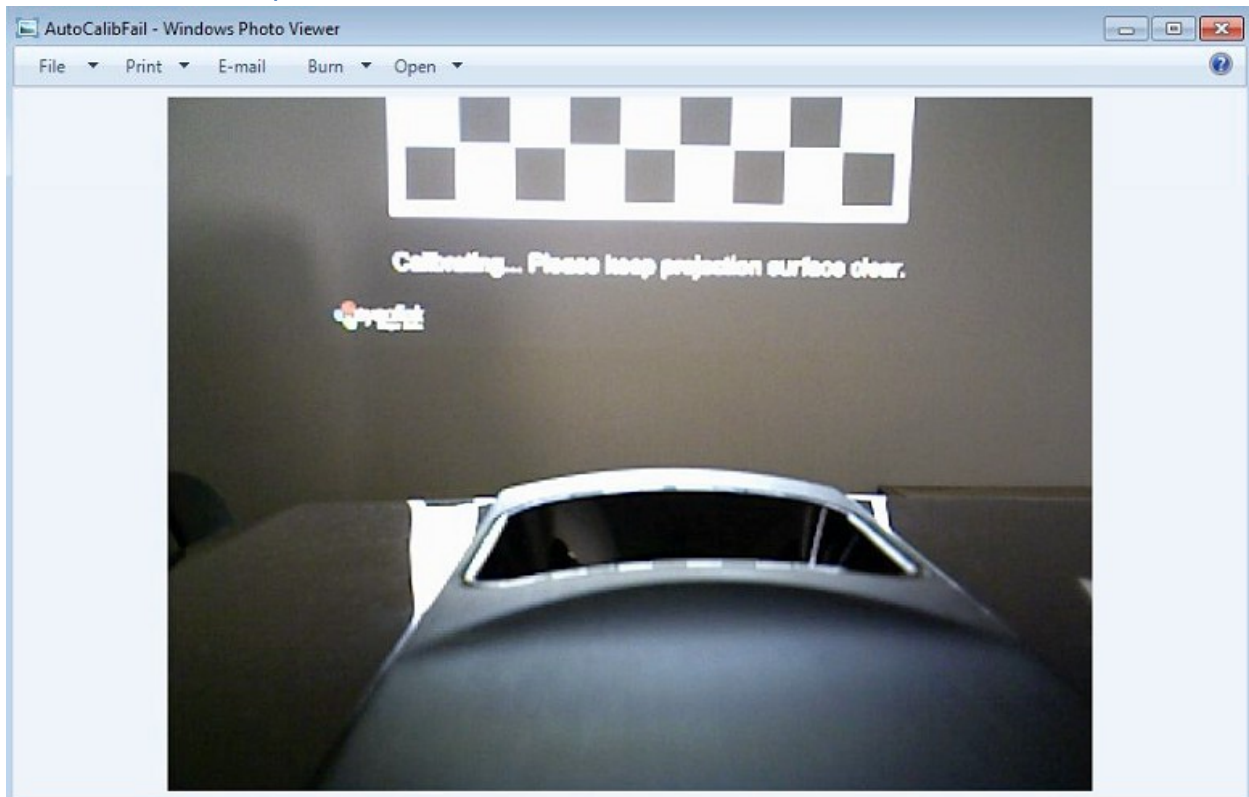 AutoCalibFail - Windows Photo Viewer
File Print E-mail Burn Open
Calibrating... Please keep projection surface clear.